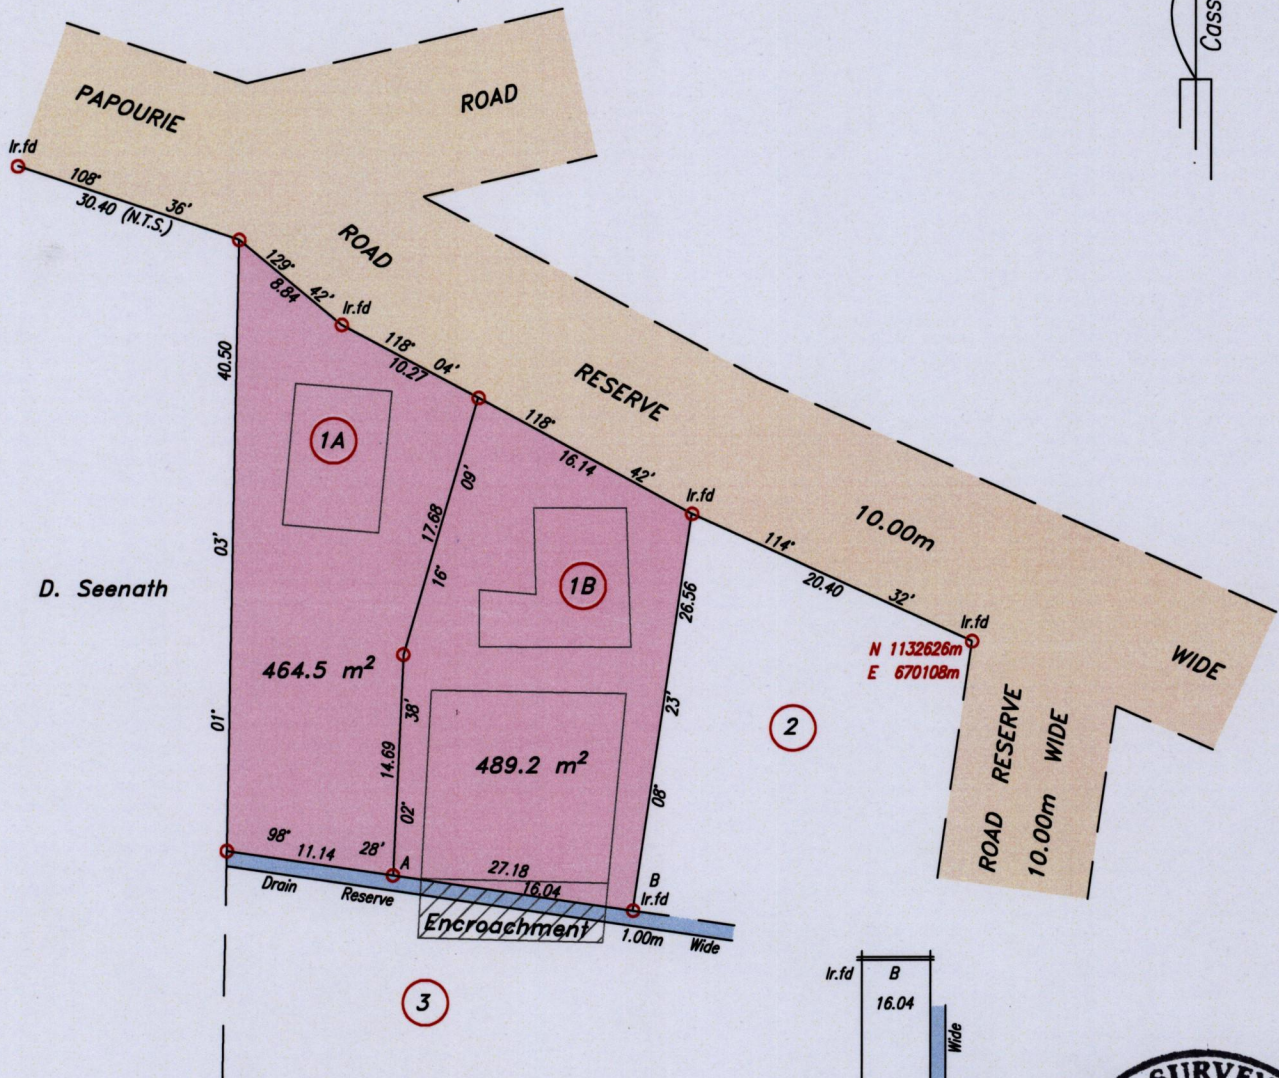 Cass
PAPOURIE
ROAD
Ir.fd
108° 36'
30.40 (N.T.S.)
ROAD
129° 42'
8.84
Ir.fd
118° 04'
10.27
RESERVE
118° 42'
16.14
Ir.fd
10.00m
114° 32'
20.40
Ir.fd
N 1132626m
E 670108m
WIDE
ROAD RESERVE
10.00m WIDE
40.50
03'
01°
1A
09'
17.68
16°
1B
26.56
23'
08°
D. Seenath
464.5 m²
38'
14.69
02°
489.2 m²
2
98° 28'
11.14
A
27.18
16.04
B
Ir.fd
Drain Reserve
Encroachment
1.00m Wide
3
Ir.fd
B
16.04
Wide
SURVEY